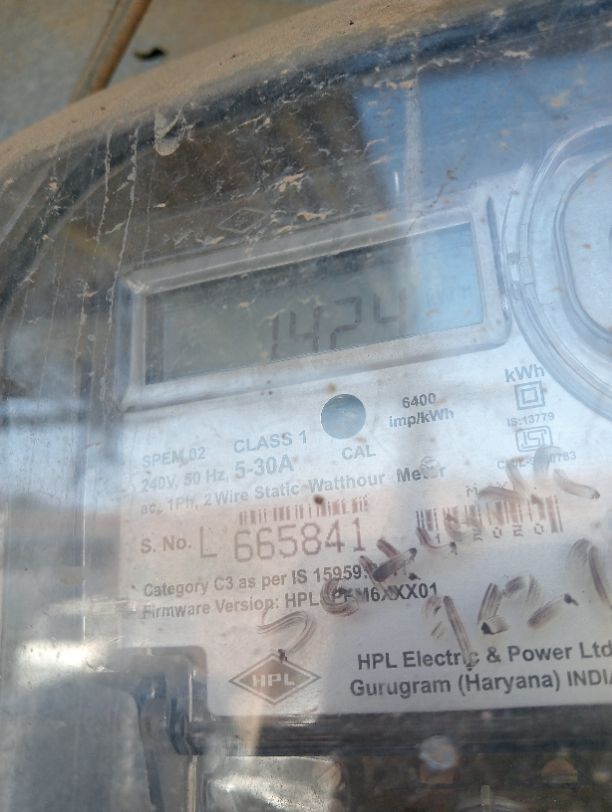 1424
6400
imp/kWh
kWh
IS:13779
SPEM 02 CLASS 1
CAL
240V, 50 Hz, 5-30A
ac, 1Ph, 2 Wire Static Watthour Meter
S. No. L 665841
Category C3 as per IS 15959
Firmware Version: HPL
HPL
HPL Electric & Power Ltd
Gurugram (Haryana) INDIA